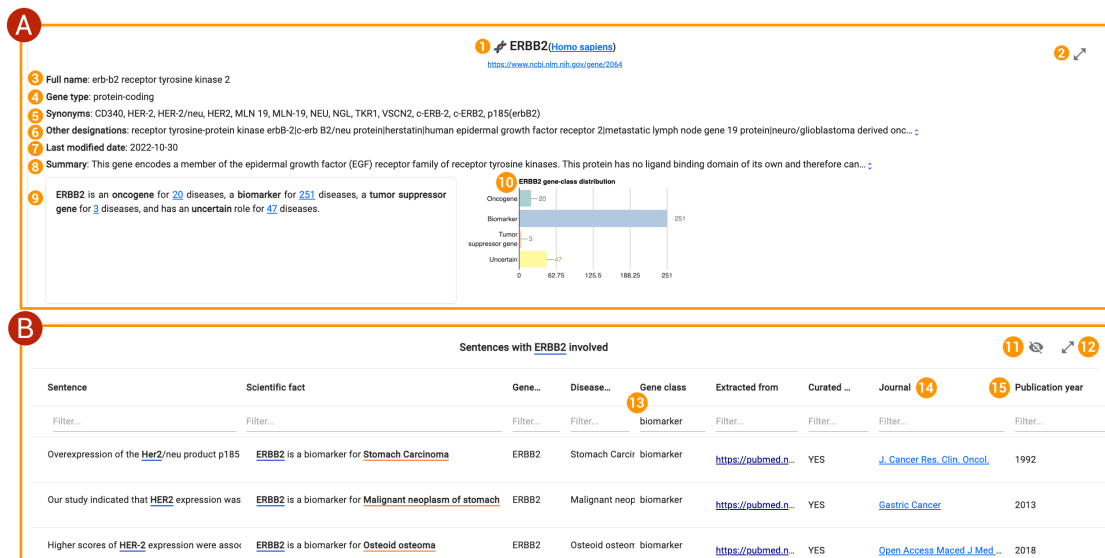 A
1 ERBB2(Homo sapiens)
2
https://www.ncbi.nlm.nih.gov/gene/2064
3 Full name: erb-b2 receptor tyrosine kinase 2
4 Gene type: protein-coding
5 Synonyms: CD340, HER-2, HER-2/neu, HER2, MLN 19, MLN-19, NEU, NGL, TKR1, VSCN2, c-ERB-2, c-ERB2, p185(erbB2)
6 Other designations: receptor tyrosine-protein kinase erbB-2|c-erb B2/neu protein|herstatin|human epidermal growth factor receptor 2|metastatic lymph node gene 19 protein|neuro/glioblastoma derived onc...
7 Last modified date: 2022-10-30
8 Summary: This gene encodes a member of the epidermal growth factor (EGF) receptor family of receptor tyrosine kinases. This protein has no ligand binding domain of its own and therefore can...
9 ERBB2 is an oncogene for 20 diseases, a biomarker for 251 diseases, a tumor suppressor
gene for 3 diseases, and has an uncertain role for 47 diseases.
10 ERBB2 gene-class distribution
Oncogene 20
Biomarker 251
Tumor
suppressor gene 3
Uncertain 47
0 62.75 125.5 188.25 251
B
Sentences with ERBB2 involved
11 12
Sentence Scientific fact Gene... Disease... Gene class Extracted from Curated ... Journal 14 15 Publication year
13
Filter... Filter... Filter... Filter... biomarker Filter... Filter... Filter... Filter...
Overexpression of the Her2/neu product p185 ERBB2 is a biomarker for Stomach Carcinoma ERBB2 Stomach Carcir biomarker https://pubmed.n... YES J. Cancer Res. Clin. Oncol. 1992
Our study indicated that HER2 expression was ERBB2 is a biomarker for Malignant neoplasm of stomach ERBB2 Malignant neop biomarker https://pubmed.n... YES Gastric Cancer 2013
Higher scores of HER-2 expression were assoc ERBB2 is a biomarker for Osteoid osteoma ERBB2 Osteoid osteom biomarker https://pubmed.n... YES Open Access Maced J Med ... 2018